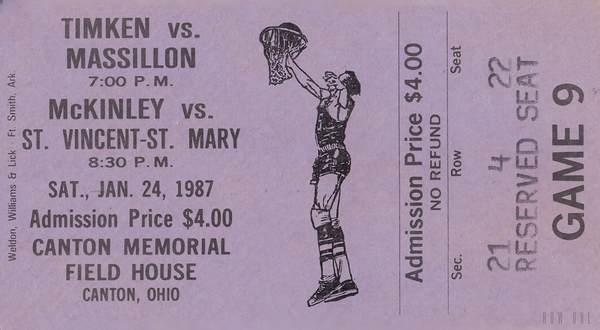 TIMKEN vs.
MASSILLON
7:00 P.M.
McKINLEY vs.
ST. VINCENT-ST. MARY
8:30 P.M.
SAT., JAN. 24, 1987
Admission Price $4.00
CANTON MEMORIAL
FIELD HOUSE
CANTON, OHIO
Weldon, Williams & Lick Ft. Smith, Ark.
Admission Price $4.00
NO REFUND
Sec. Row Seat
21 4 22
RESERVED SEAT
GAME 9
ROW ONE